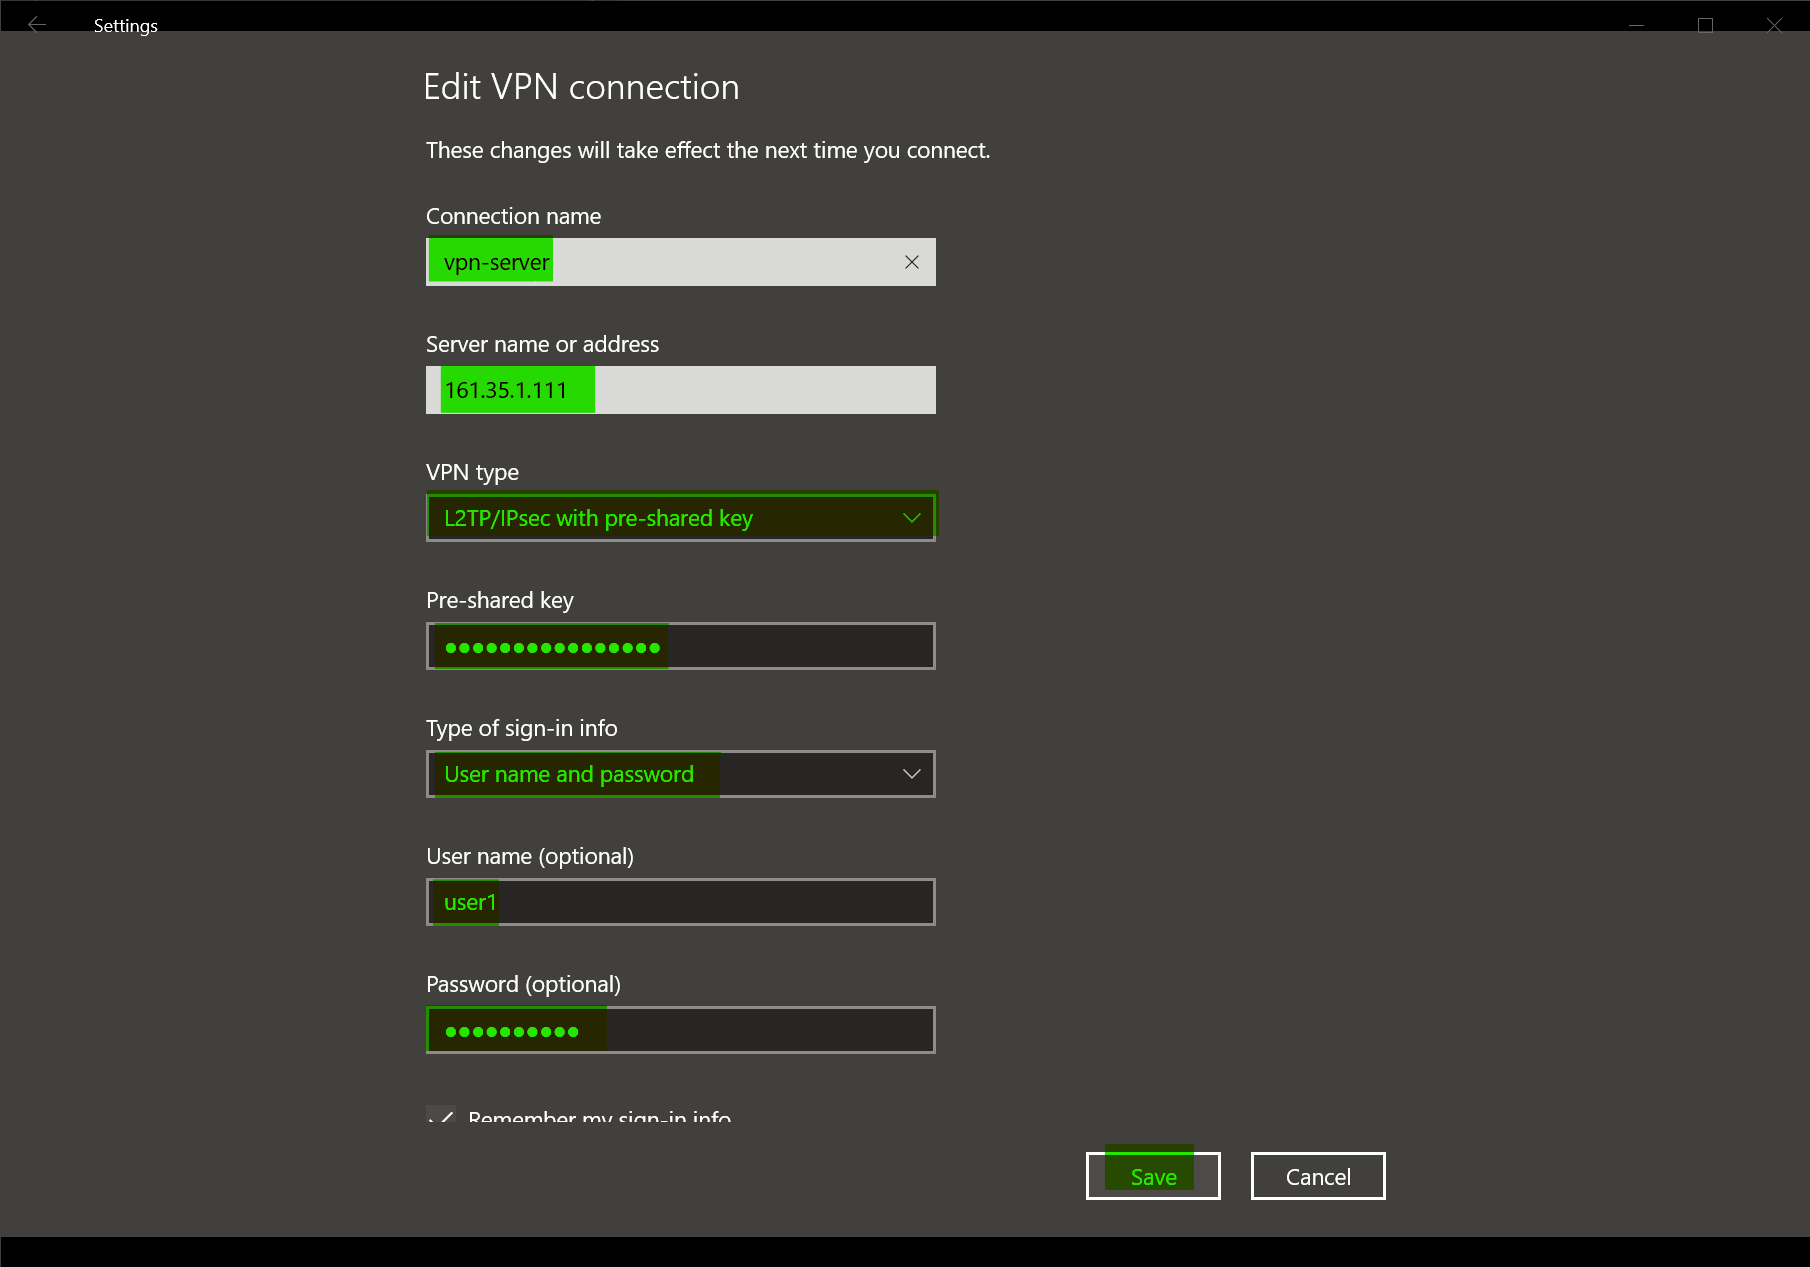 Settings
Edit VPN connection
These changes will take effect the next time you connect.
Connection name
vpn-server
Server name or address
161.35.1.111
VPN type
L2TP/IPsec with pre-shared key
Pre-shared key
●●●●●●●●●●●●●●●●
Type of sign-in info
User name and password
User name (optional)
user1
Password (optional)
●●●●●●●●●●
Remember my sign-in info
Save
Cancel